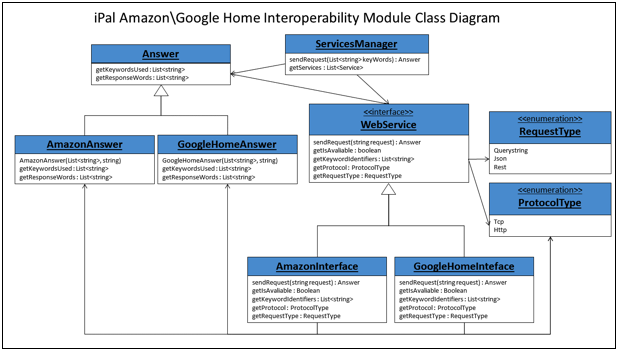 iPal Amazon\Google Home Interoperability Module Class Diagram
Answer
getKeywordsUsed : List<string>
getResponseWords : List<string>
ServicesManager
sendRequest(List<string> keyWords) : Answer
getServices : List<Service>
<<interface>>
WebService
sendRequest(string request) : Answer
getIsAvaliable : boolean
getKeywordIdentifiers : List<string>
getProtocol : ProtocolType
getRequestType : RequestType
<<enumeration>>
RequestType
Querystring
Json
Rest
AmazonAnswer
AmazonAnswer(List<string>, string)
getKeywordsUsed : List<string>
getResponseWords : List<string>
GoogleHomeAnswer
GoogleHomeAnswer(List<string>, string)
getKeywordsUsed : List<string>
getResponseWords : List<string>
<<enumeration>>
ProtocolType
Tcp
Http
AmazonInterface
sendRequest(string request) : Answer
getIsAvaliable : Boolean
getKeywordIdentifiers : List<string>
getProtocol : ProtocolType
getRequestType : RequestType
GoogleHomeInteface
sendRequest(string request) : Answer
getIsAvaliable : Boolean
getKeywordIdentifiers : List<string>
getProtocol : ProtocolType
getRequestType : RequestType